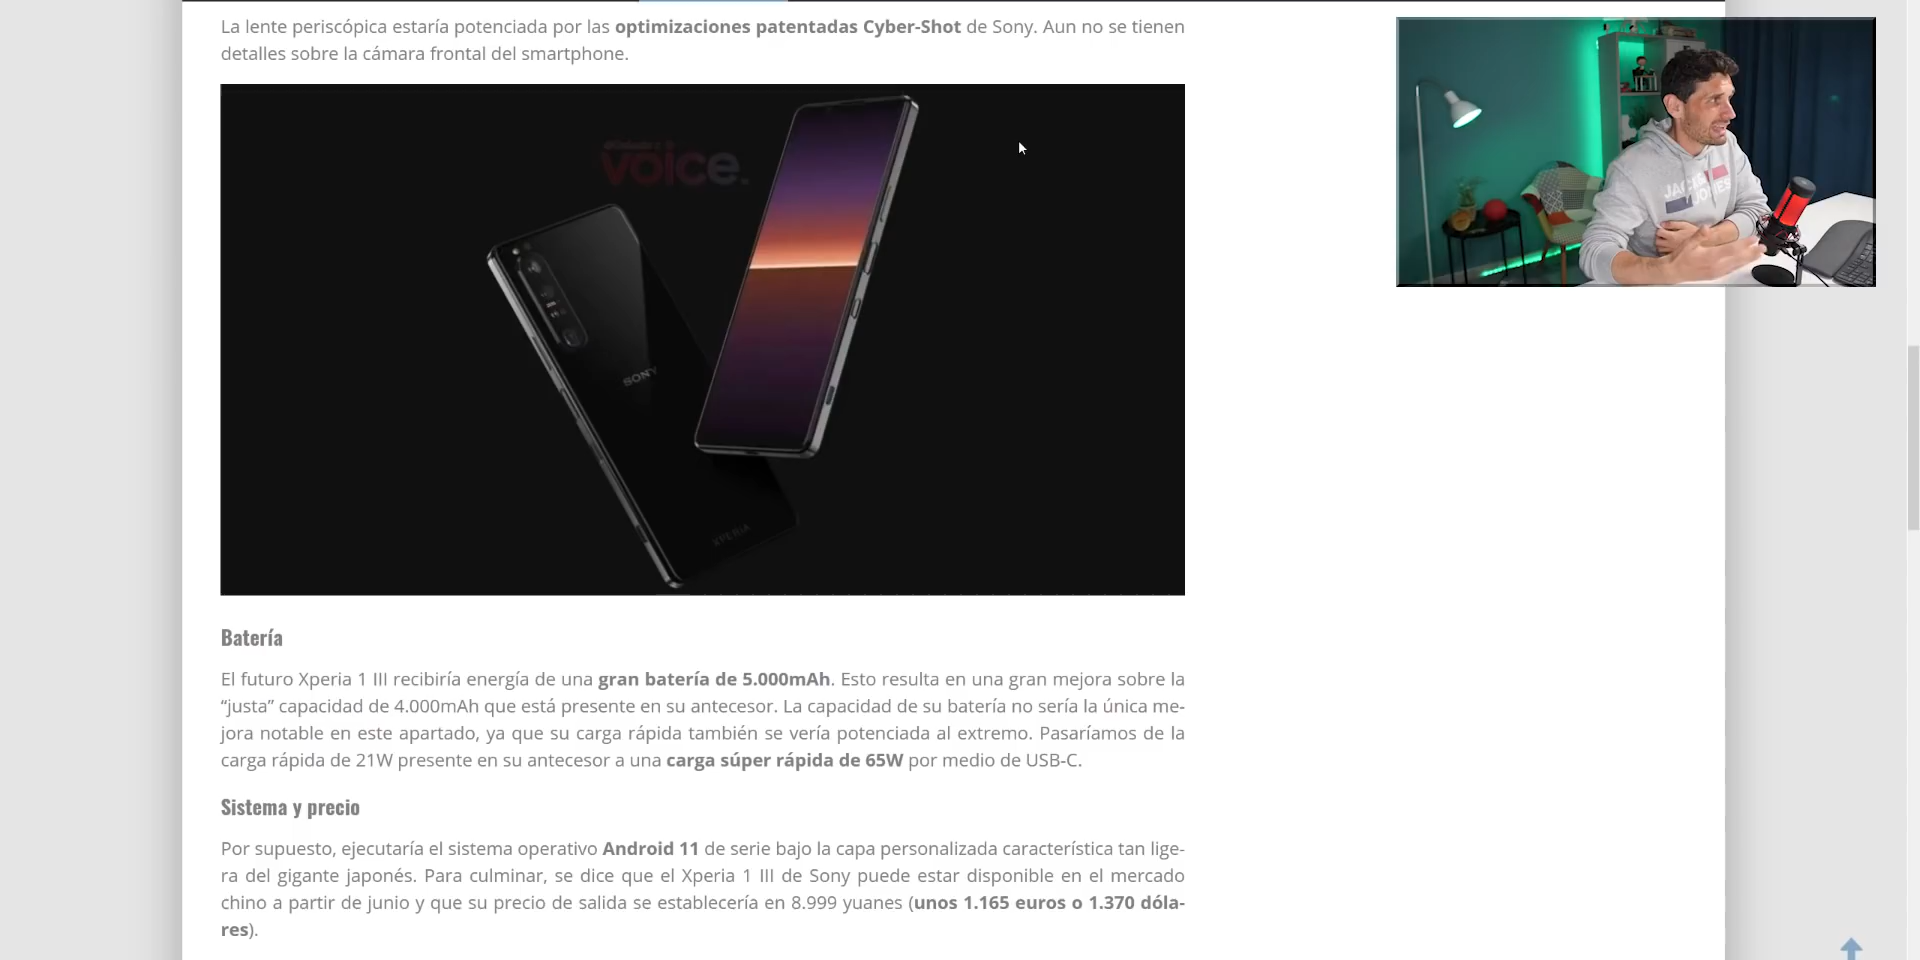 La lente periscópica estaría potenciada por las optimizaciones patentadas Cyber-Shot de Sony. Aun no se tienen
detalles sobre la cámara frontal del smartphone.
voice.
SONY
XPERIA
JACK &
JONES
Batería
El futuro Xperia 1 III recibiría energía de una gran batería de 5.000mAh. Esto resulta en una gran mejora sobre la
“justa” capacidad de 4.000mAh que está presente en su antecesor. La capacidad de su batería no sería la única me-
jora notable en este apartado, ya que su carga rápida también se vería potenciada al extremo. Pasaríamos de la
carga rápida de 21W presente en su antecesor a una carga súper rápida de 65W por medio de USB-C.
Sistema y precio
Por supuesto, ejecutaría el sistema operativo Android 11 de serie bajo la capa personalizada característica tan lige-
ra del gigante japonés. Para culminar, se dice que el Xperia 1 III de Sony puede estar disponible en el mercado
chino a partir de junio y que su precio de salida se establecería en 8.999 yuanes (unos 1.165 euros o 1.370 dóla-
res).